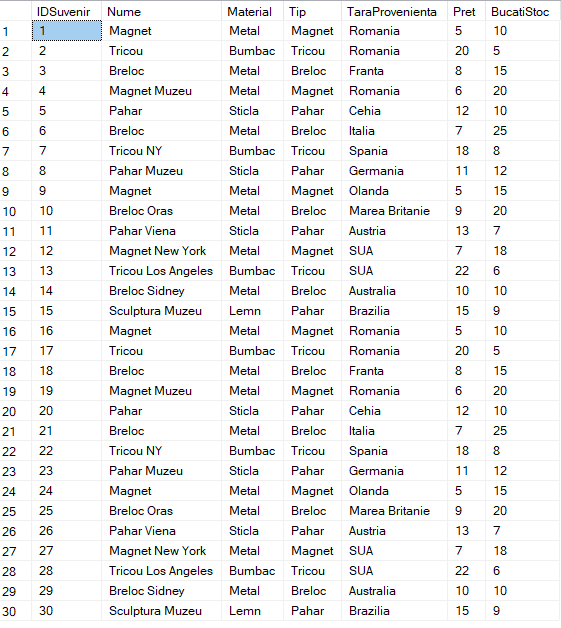 IDSuvenir Nume Material Tip TaraProvenienta Pret BucatiStoc
1 1 Magnet Metal Magnet Romania 5 10
2 2 Tricou Bumbac Tricou Romania 20 5
3 3 Breloc Metal Breloc Franta 8 15
4 4 Magnet Muzeu Metal Magnet Romania 6 20
5 5 Pahar Sticla Pahar Cehia 12 10
6 6 Breloc Metal Breloc Italia 7 25
7 7 Tricou NY Bumbac Tricou Spania 18 8
8 8 Pahar Muzeu Sticla Pahar Germania 11 12
9 9 Magnet Metal Magnet Olanda 5 15
10 10 Breloc Oras Metal Breloc Marea Britanie 9 20
11 11 Pahar Viena Sticla Pahar Austria 13 7
12 12 Magnet New York Metal Magnet SUA 7 18
13 13 Tricou Los Angeles Bumbac Tricou SUA 22 6
14 14 Breloc Sidney Metal Breloc Australia 10 10
15 15 Sculptura Muzeu Lemn Pahar Brazilia 15 9
16 16 Magnet Metal Magnet Romania 5 10
17 17 Tricou Bumbac Tricou Romania 20 5
18 18 Breloc Metal Breloc Franta 8 15
19 19 Magnet Muzeu Metal Magnet Romania 6 20
20 20 Pahar Sticla Pahar Cehia 12 10
21 21 Breloc Metal Breloc Italia 7 25
22 22 Tricou NY Bumbac Tricou Spania 18 8
23 23 Pahar Muzeu Sticla Pahar Germania 11 12
24 24 Magnet Metal Magnet Olanda 5 15
25 25 Breloc Oras Metal Breloc Marea Britanie 9 20
26 26 Pahar Viena Sticla Pahar Austria 13 7
27 27 Magnet New York Metal Magnet SUA 7 18
28 28 Tricou Los Angeles Bumbac Tricou SUA 22 6
29 29 Breloc Sidney Metal Breloc Australia 10 10
30 30 Sculptura Muzeu Lemn Pahar Brazilia 15 9